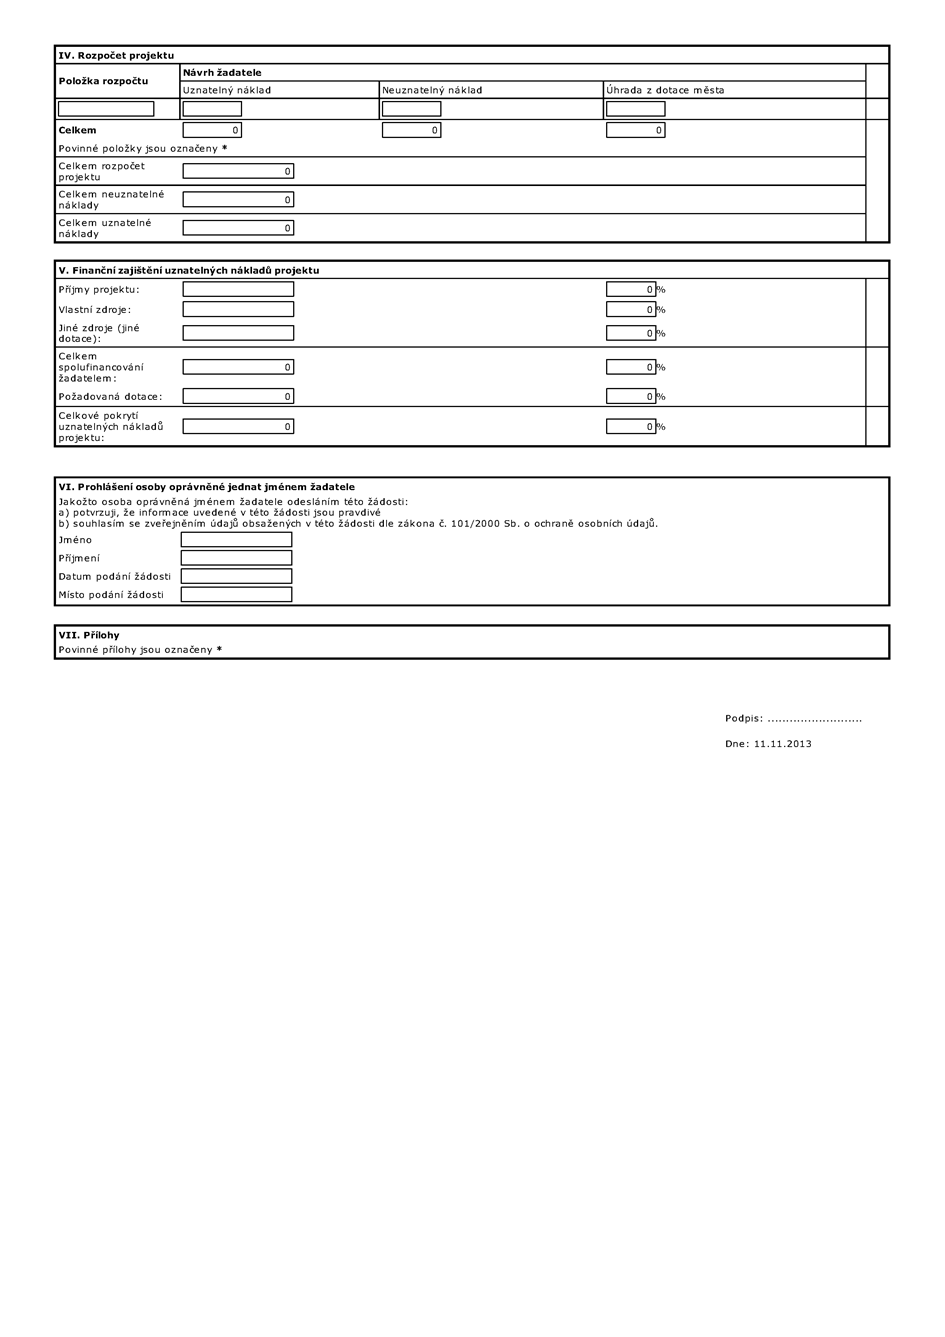 IV. Rozpočet projektu
Položka rozpočtu
Návrh žadatele
Uznatelný náklad
Neuznatelný náklad
Úhrada z dotace města
Celkem 0 0 0
Povinné položky jsou označeny *
Celkem rozpočet
projektu
0
Celkem neuznatelné
náklady
0
Celkem uznatelné
náklady
0
V. Finanční zajištění uznatelných nákladů projektu
Příjmy projektu: 0 %
Vlastní zdroje: 0 %
Jiné zdroje (jiné
dotace):
0 %
Celkem
spolufinancování
žadatelem:
0 0 %
Požadovaná dotace: 0 0 %
Celkové pokrytí
uznatelných nákladů
projektu:
0 0 %
VI. Prohlášení osoby oprávněné jednat jménem žadatele
Jakožto osoba oprávněná jménem žadatele odesláním této žádosti:
a) potvrzuji, že informace uvedené v této žádosti jsou pravdivé
b) souhlasím se zveřejněním údajů obsažených v této žádosti dle zákona č. 101/2000 Sb. o ochraně osobních údajů.
Jméno
Příjmení
Datum podání žádosti
Místo podání žádosti
VII. Přílohy
Povinné přílohy jsou označeny *
Podpis: ..........................
Dne: 11.11.2013